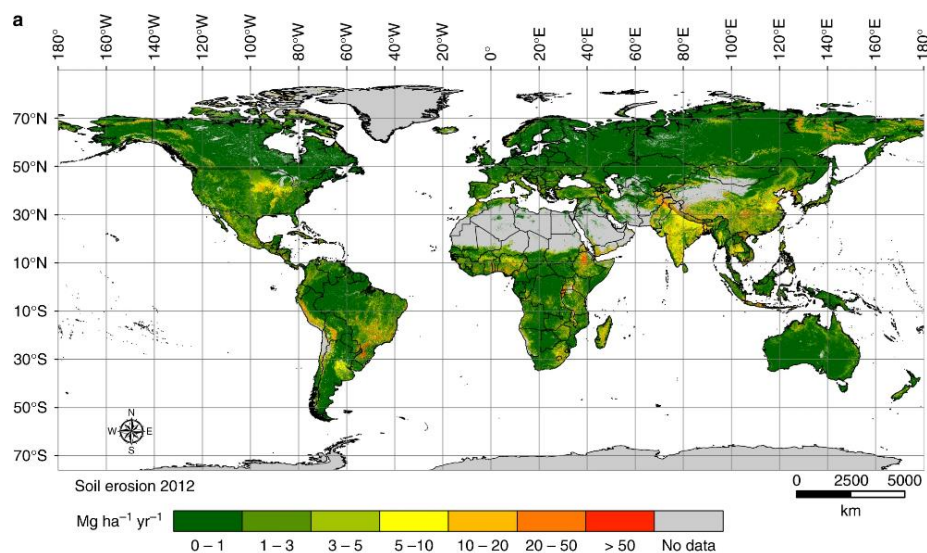 a
180° 160°W 140°W 120°W 100°W 80°W 60°W 40°W 20°W 0° 20°E 40°E 60°E 80°E 100°E 120°E 140°E 160°E 180°
70°N
50°N
30°N
10°N
10°S
30°S
50°S
70°S
N
W E
S
Soil erosion 2012
0 2500 5000
km
Mg ha⁻¹ yr⁻¹
0 – 1 1 – 3 3 – 5 5 –10 10 – 20 20 – 50 > 50 No data